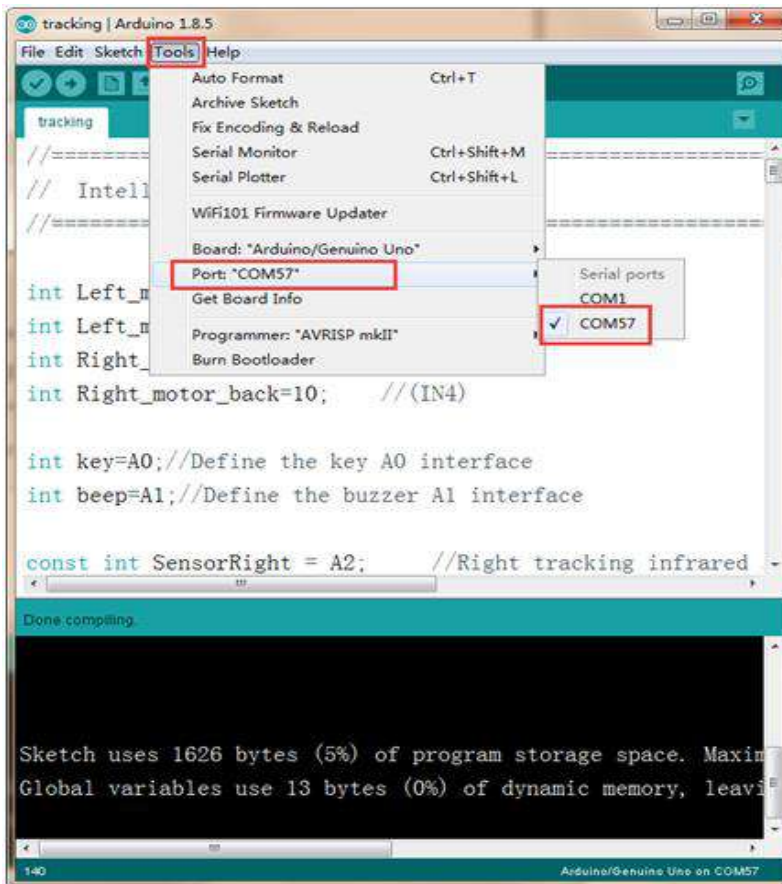 tracking | Arduino 1.8.5
File Edit Sketch Tools Help
Auto Format Ctrl+T
Archive Sketch
Fix Encoding & Reload
Serial Monitor Ctrl+Shift+M
Serial Plotter Ctrl+Shift+L
WiFi101 Firmware Updater
Board: "Arduino/Genuino Uno"
Port: "COM57"
Get Board Info
Programmer: "AVRISP mkII"
Burn Bootloader
Serial ports
COM1
✓ COM57
tracking
//=====
// Intell
//=====
int Left_m
int Left_m
int Right_
int Right_motor_back=10; //(IN4)
int key=A0;//Define the key A0 interface
int beep=A1;//Define the buzzer A1 interface
const int SensorRight = A2; //Right tracking infrared
Done compiling.
Sketch uses 1626 bytes (5%) of program storage space. Maxim
Global variables use 13 bytes (0%) of dynamic memory, leavi
140 Arduino/Genuino Uno on COM57